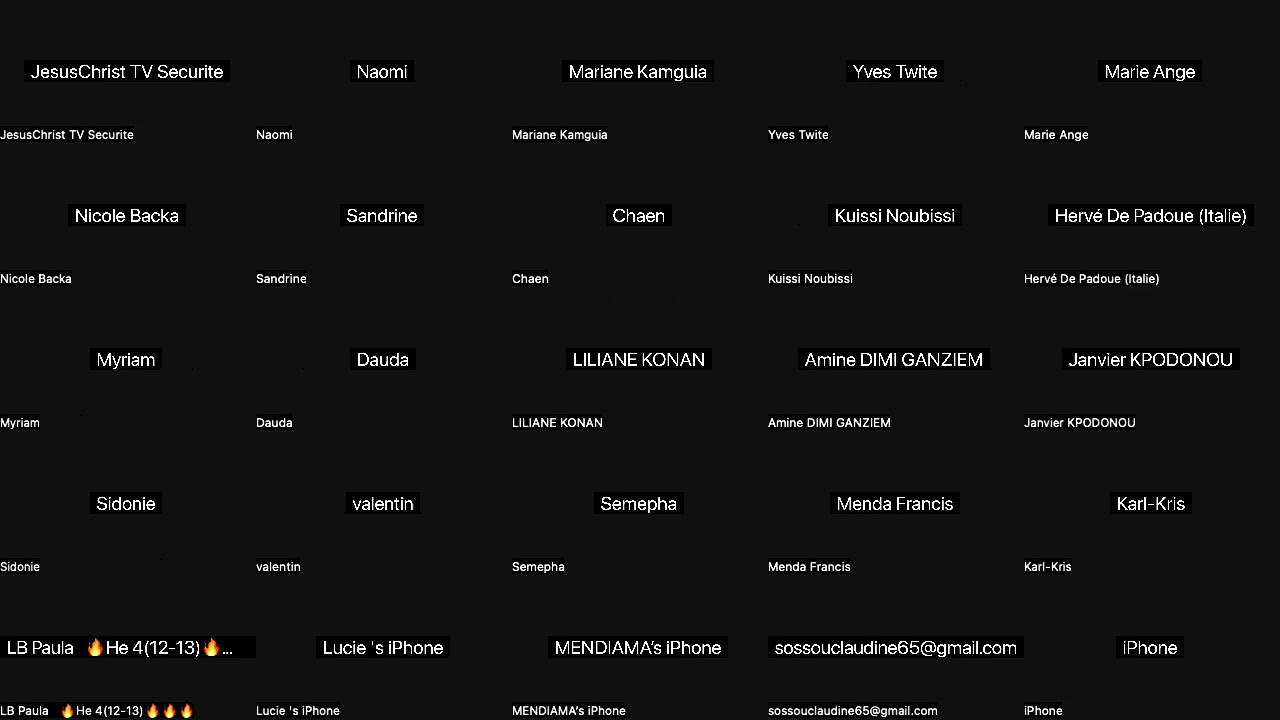 JesusChrist TV Securite
Naomi
Mariane Kamguia
Yves Twite
Marie Ange
JesusChrist TV Securite
Naomi
Mariane Kamguia
Yves Twite
Marie Ange
Nicole Backa
Sandrine
Chaen
Kuissi Noubissi
Hervé De Padoue (Italie)
Nicole Backa
Sandrine
Chaen
Kuissi Noubissi
Hervé De Padoue (Italie)
Myriam
Dauda
LILIANE KONAN
Amine DIMI GANZIEM
Janvier KPODONOU
Myriam
Dauda
LILIANE KONAN
Amine DIMI GANZIEM
Janvier KPODONOU
Sidonie
valentin
Semepha
Menda Francis
Karl-Kris
Sidonie
valentin
Semepha
Menda Francis
Karl-Kris
LB Paula 🔥He 4(12-13)🔥...
Lucie 's iPhone
MENDIAMA’s iPhone
sossouclaudine65@gmail.com
iPhone
LB Paula 🔥He 4(12-13)🔥🔥🔥
Lucie 's iPhone
MENDIAMA’s iPhone
sossouclaudine65@gmail.com
iPhone